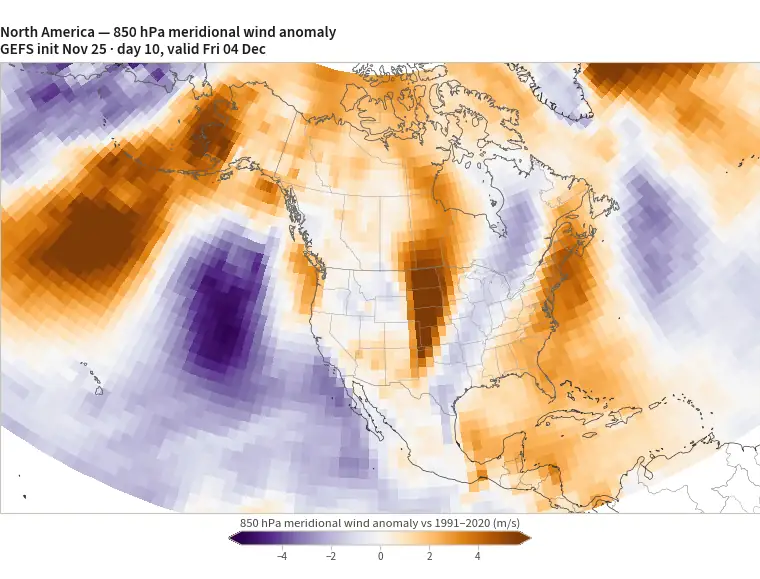 North America — 850 hPa meridional wind anomaly
GEFS init Nov 25 · day 10, valid Fri 04 Dec
850 hPa meridional wind anomaly vs 1991–2020 (m/s)
−4 −2 0 2 4